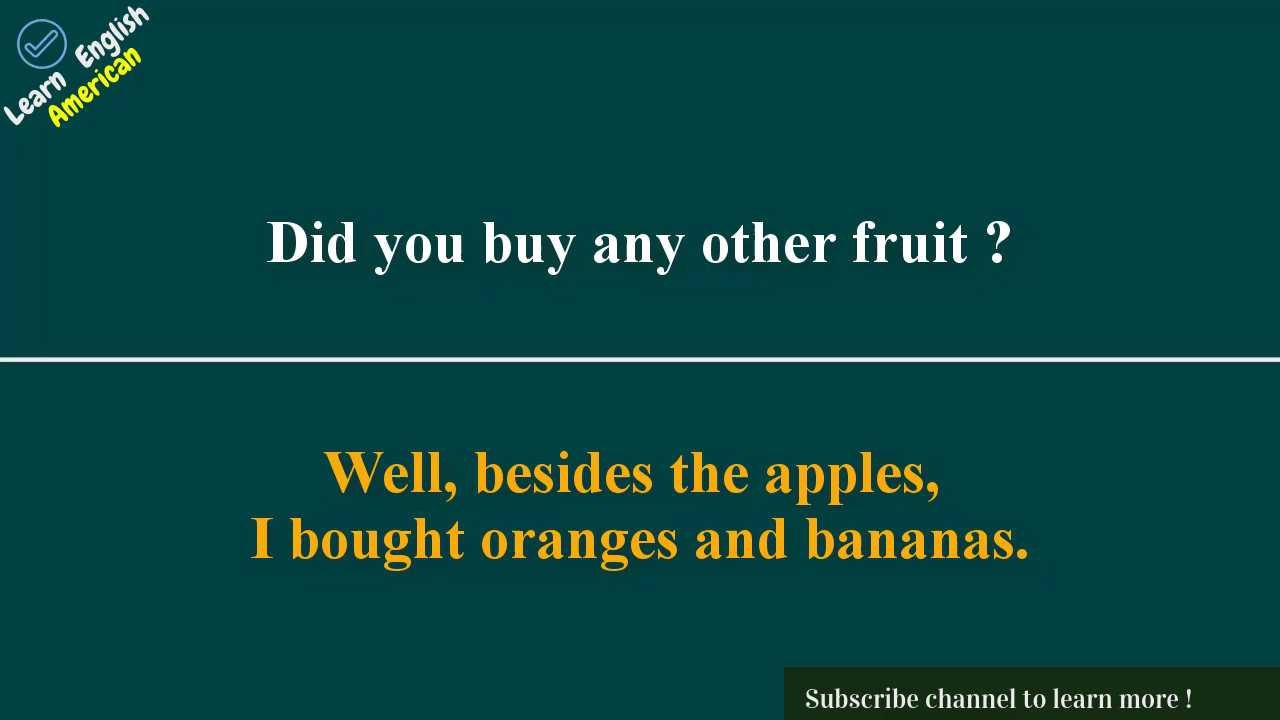 Learn English
American
Did you buy any other fruit ?
Well, besides the apples,
I bought oranges and bananas.
Subscribe channel to learn more !